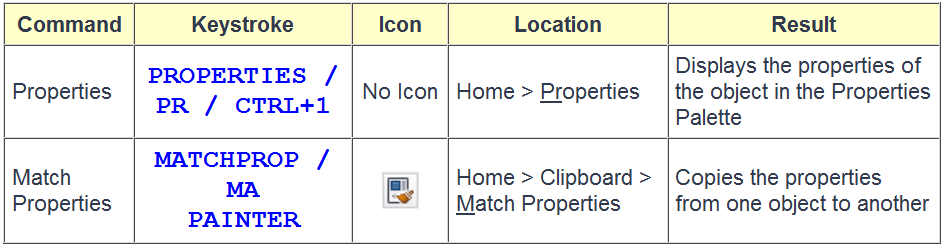 Command Keystroke Icon Location Result
Properties
PROPERTIES /
PR / CTRL+1
No Icon
Home > Properties
Displays the properties of
the object in the Properties
Palette
Match
Properties
MATCHPROP /
MA
PAINTER
Home > Clipboard >
Match Properties
Copies the properties
from one object to another